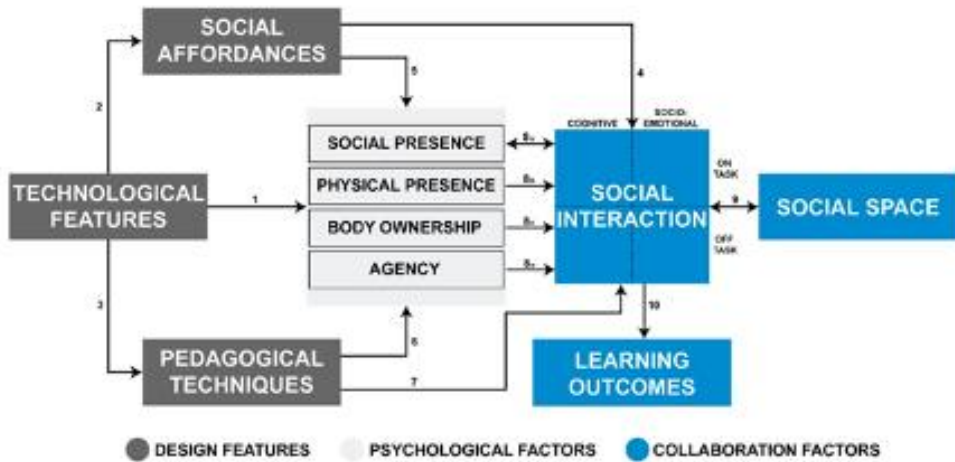 SOCIAL
AFFORDANCES
5
4
2
COGNITIVE
SOCIO-
EMOTIONAL
SOCIAL PRESENCE
PHYSICAL PRESENCE
BODY OWNERSHIP
AGENCY
TECHNOLOGICAL
FEATURES
1
SOCIAL
INTERACTION
ON
TASK
9
OFF
TASK
SOCIAL SPACE
3
6
7
10
PEDAGOGICAL
TECHNIQUES
LEARNING
OUTCOMES
DESIGN FEATURES
PSYCHOLOGICAL FACTORS
COLLABORATION FACTORS